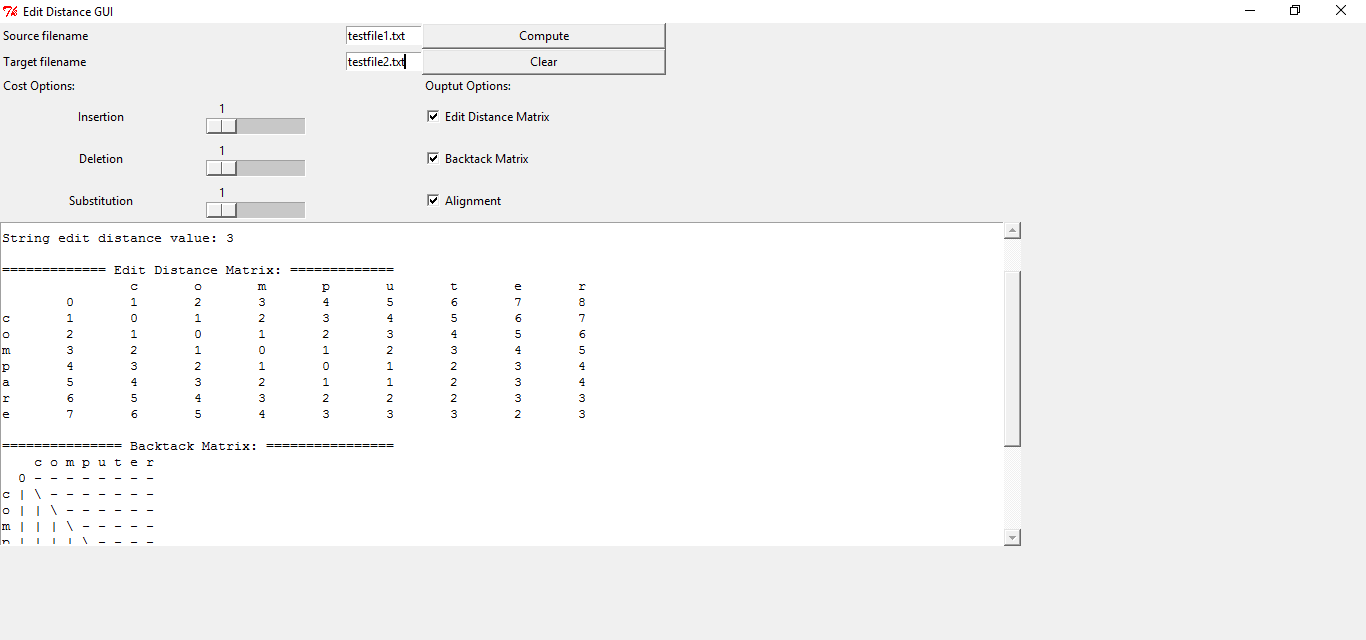 Edit Distance GUI
Source filename testfile1.txt Compute
Target filename testfile2.txt Clear
Cost Options: Ouptut Options:
1
Insertion Edit Distance Matrix
1
Deletion Backtack Matrix
1
Substitution Alignment
String edit distance value: 3
============= Edit Distance Matrix: =============
c o m p u t e r
0 1 2 3 4 5 6 7 8
c 1 0 1 2 3 4 5 6 7
o 2 1 0 1 2 3 4 5 6
m 3 2 1 0 1 2 3 4 5
p 4 3 2 1 0 1 2 3 4
a 5 4 3 2 1 1 2 3 4
r 6 5 4 3 2 2 2 3 3
e 7 6 5 4 3 3 3 2 3
=============== Backtack Matrix: ================
c o m p u t e r
0 - - - - - - - -
c | \ - - - - - - -
o | | \ - - - - - -
m | | | \ - - - - -
p | | | | \ - - - -